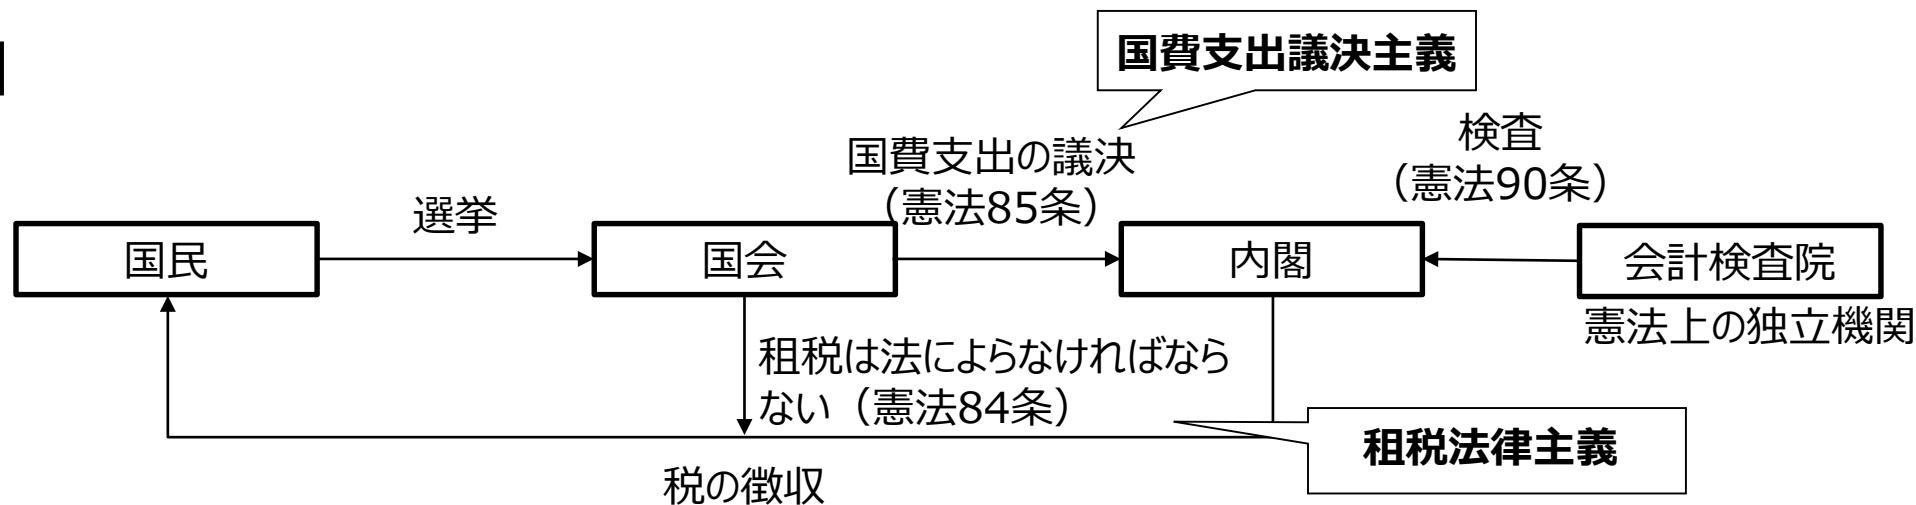 国費支出議決主義
検査
（憲法90条）
国費支出の議決
（憲法85条）
選挙
国民
国会
内閣
会計検査院
憲法上の独立機関
租税は法によらなければなら
ない（憲法84条）
租税法律主義
税の徴収